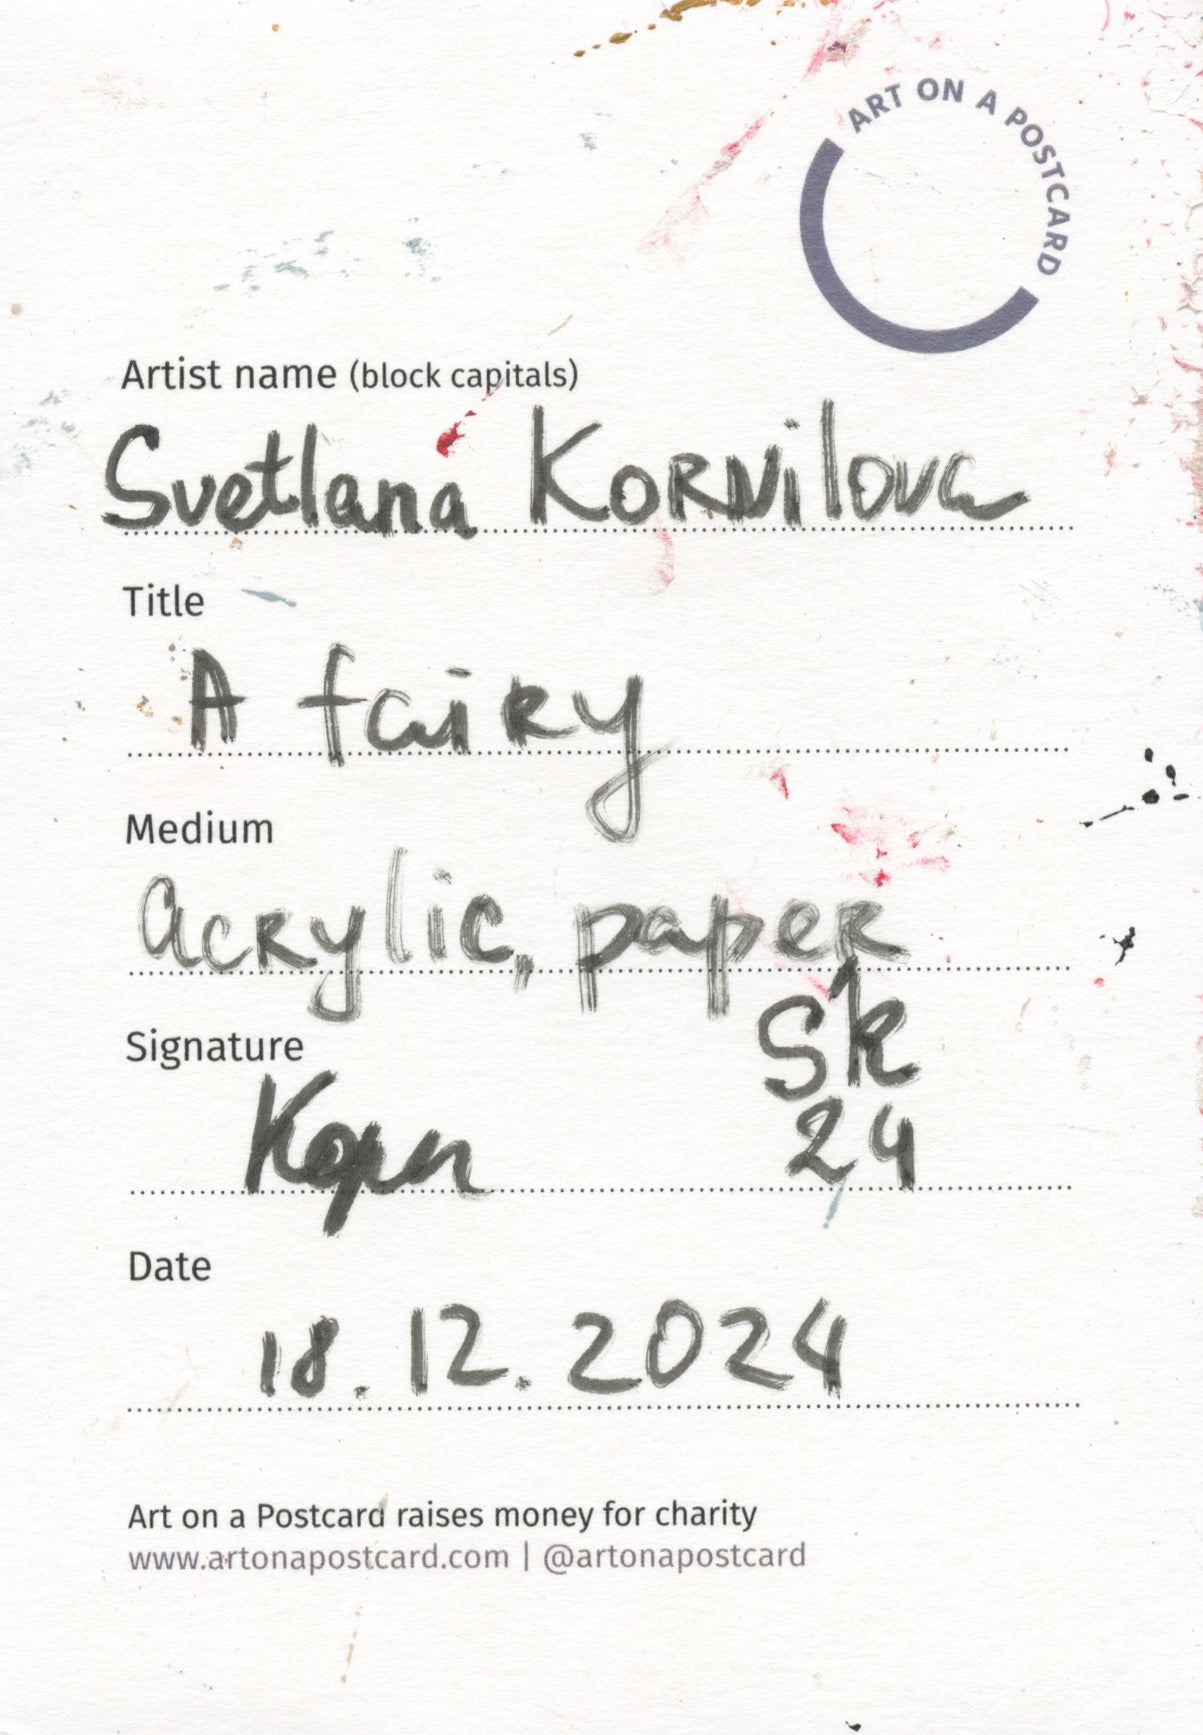 ART ON A POSTCARD
Artist name (block capitals)
Svetlana KoRNilova
Title
A faiRy
Medium
acRylic, papeR
Signature
Корн
Sk
24
Date
18.12.2024
Art on a Postcard raises money for charity
www.artonapostcard.com | @artonapostcard